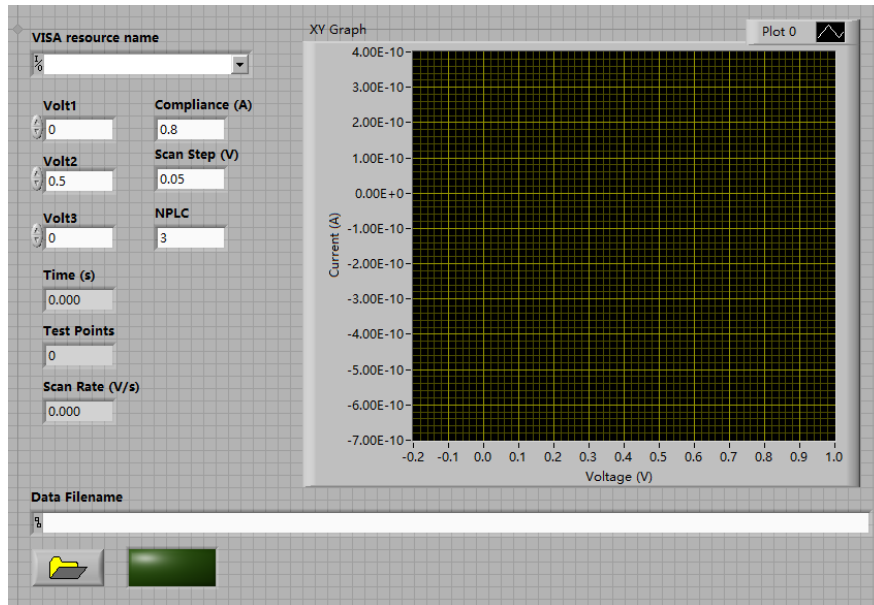 VISA resource name
I/O
Volt1
0
Compliance (A)
0.8
Volt2
0.5
Scan Step (V)
0.05
Volt3
0
NPLC
3
Time (s)
0.000
Test Points
0
Scan Rate (V/s)
0.000
XY Graph
Plot 0
4.00E-10
3.00E-10
2.00E-10
1.00E-10
0.00E+0
-1.00E-10
-2.00E-10
-3.00E-10
-4.00E-10
-5.00E-10
-6.00E-10
-7.00E-10
Current (A)
-0.2 -0.1 0.0 0.1 0.2 0.3 0.4 0.5 0.6 0.7 0.8 0.9 1.0
Voltage (V)
Data Filename